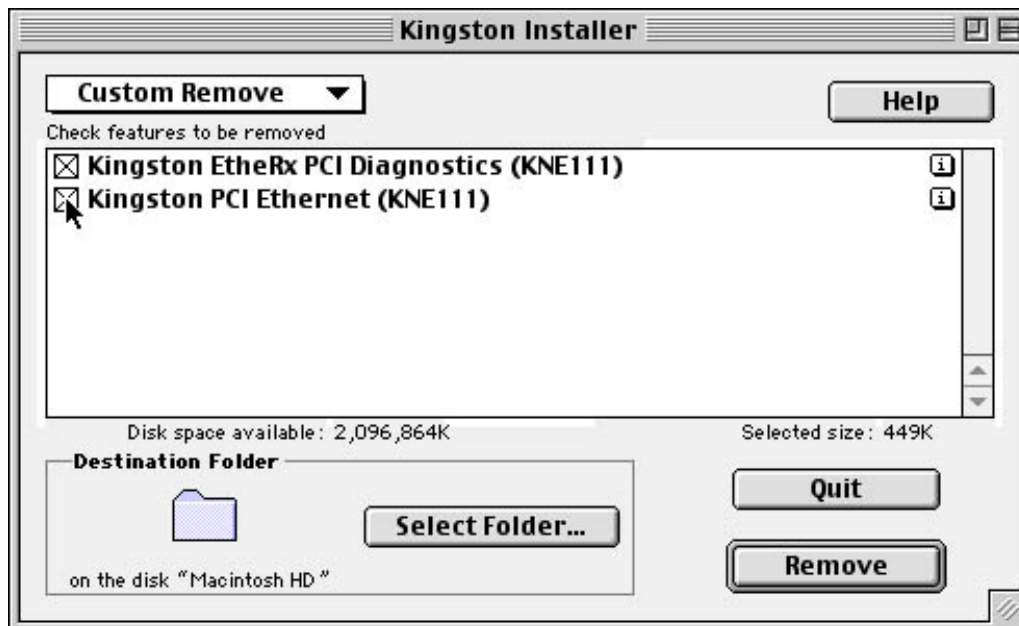 Kingston Installer
Custom Remove
Help
Check features to be removed
Kingston EtheRx PCI Diagnostics (KNE111)
Kingston PCI Ethernet (KNE111)
Disk space available: 2,096,864K
Selected size: 449K
Destination Folder
Select Folder...
on the disk "Macintosh HD"
Quit
Remove